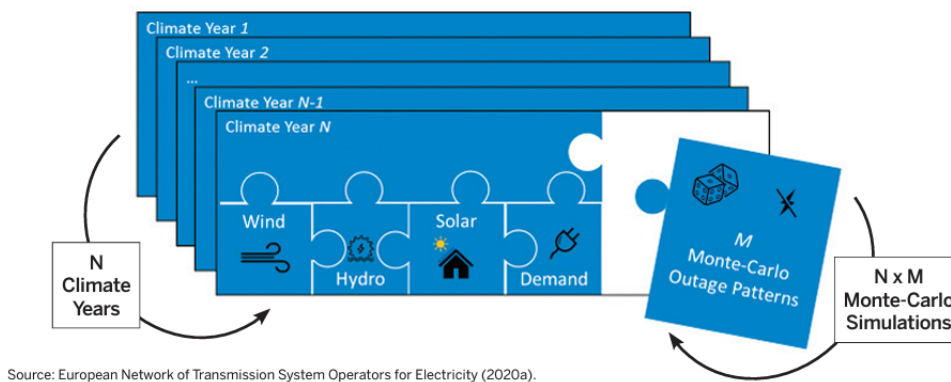 Climate Year 1
Climate Year 2
...
Climate Year N-1
Climate Year N
Wind
Hydro
Solar
Demand
M
Monte-Carlo
Outage Patterns
N
Climate
Years
N x M
Monte-Carlo
Simulations
Source: European Network of Transmission System Operators for Electricity (2020a).